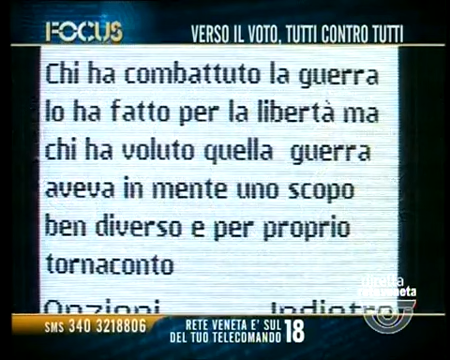 FOCUS
VERSO IL VOTO, TUTTI CONTRO TUTTI
Chi ha combattuto la guerra
lo ha fatto per la libertà ma
chi ha voluto quella guerra
aveva in mente uno scopo
ben diverso e per proprio
tornaconto
Opzioni Indietro
SMS 340 3218806
RETE VENETA E' SUL 18
DEL TUO TELECOMANDO